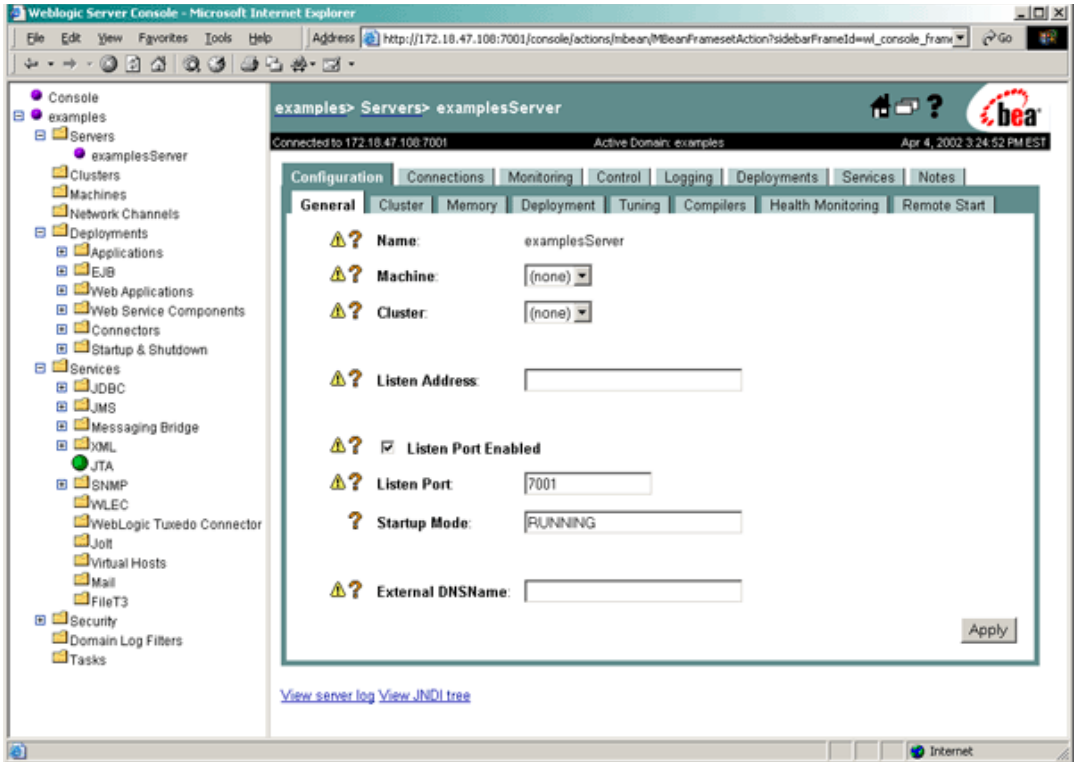 Weblogic Server Console - Microsoft Internet Explorer
File Edit View Favorites Tools Help Address http://172.18.47.108:7001/console/actions/mbean/MBeanFramesetAction?sidebarFrameId=wl_console_fram Go
Console
examples
Servers
examplesServer
Clusters
Machines
Network Channels
Deployments
Applications
EJB
Web Applications
Web Service Components
Connectors
Startup & Shutdown
Services
JDBC
JMS
Messaging Bridge
XML
JTA
SNMP
WLEC
WebLogic Tuxedo Connector
Jolt
Virtual Hosts
Mail
FileT3
Security
Domain Log Filters
Tasks
examples> Servers> examplesServer
? bea
Connected to 172.18.47.108:7001 Active Domain: examples Apr 4, 2002 3:24:52 PM EST
Configuration Connections Monitoring Control Logging Deployments Services Notes
General Cluster Memory Deployment Tuning Compilers Health Monitoring Remote Start
? Name: examplesServer
? Machine: (none)
? Cluster: (none)
? Listen Address:
? Listen Port Enabled
? Listen Port: 7001
? Startup Mode: RUNNING
? External DNSName:
Apply
View server log View JNDI tree
Internet